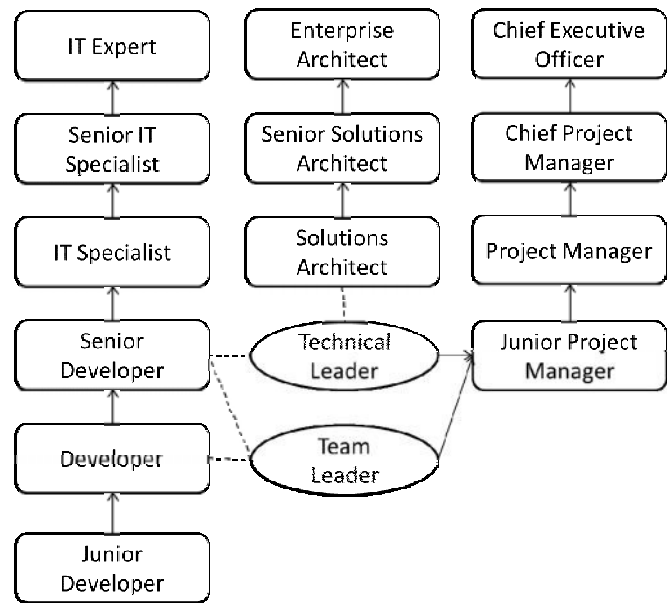 IT Expert
Enterprise
Architect
Chief Executive
Officer
Senior IT
Specialist
Senior Solutions
Architect
Chief Project
Manager
IT Specialist
Solutions
Architect
Project Manager
Senior
Developer
Technical
Leader
Junior Project
Manager
Developer
Team
Leader
Junior
Developer